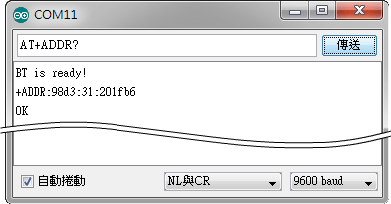 COM11
AT+ADDR?
傳送
BT is ready!
+ADDR:98d3:31:201fb6
OK
自動捲動
NL與CR
9600 baud